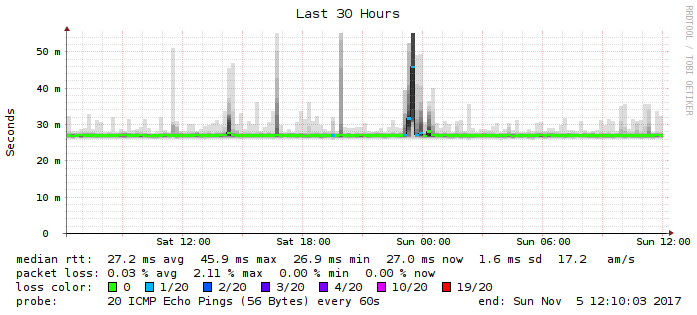 Last 30 Hours
RRDTOOL / TOBI OETIKER
Seconds
50 m
40 m
30 m
20 m
10 m
0
Sat 12:00 Sat 18:00 Sun 00:00 Sun 06:00 Sun 12:00
median rtt: 27.2 ms avg 45.9 ms max 26.9 ms min 27.0 ms now 1.6 ms sd 17.2 am/s
packet loss: 0.03 % avg 2.11 % max 0.00 % min 0.00 % now
loss color: 0 1/20 2/20 3/20 4/20 10/20 19/20
probe: 20 ICMP Echo Pings (56 Bytes) every 60s end: Sun Nov 5 12:10:03 2017